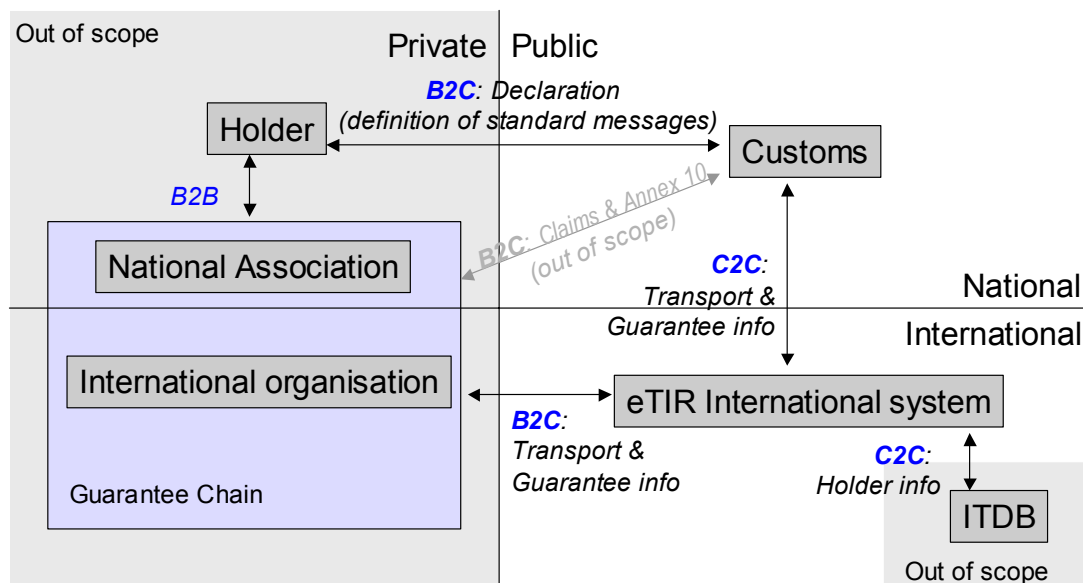 Out of scope
Private
Public
B2C: Declaration
(definition of standard messages)
Holder
Customs
B2B
B2C: Claims & Annex 10
(out of scope)
National Association
C2C:
Transport &
Guarantee info
National
International
International organisation
eTIR International system
B2C:
Transport &
Guarantee info
C2C:
Holder info
Guarantee Chain
ITDB
Out of scope